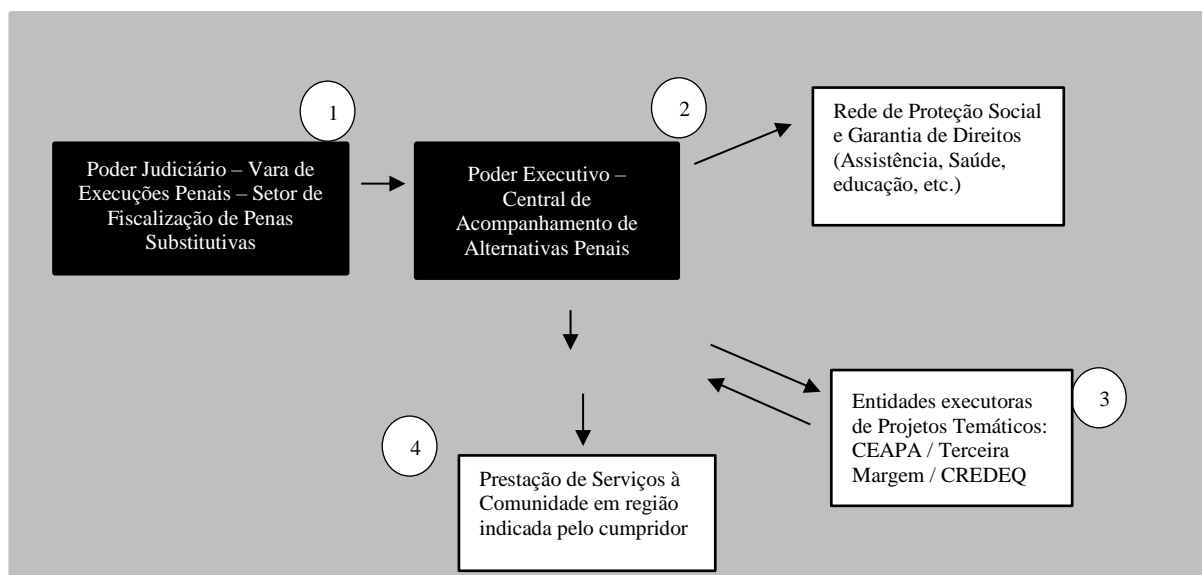 1
Poder Judiciário – Vara de
Execuções Penais – Setor de
Fiscalização de Penas
Substitutivas
2
Poder Executivo –
Central de
Acompanhamento de
Alternativas Penais
Rede de Proteção Social
e Garantia de Direitos
(Assistência, Saúde,
educação, etc.)
3
Entidades executoras
de Projetos Temáticos:
CEAPA / Terceira
Margem / CREDEQ
4
Prestação de Serviços à
Comunidade em região
indicada pelo cumpridor